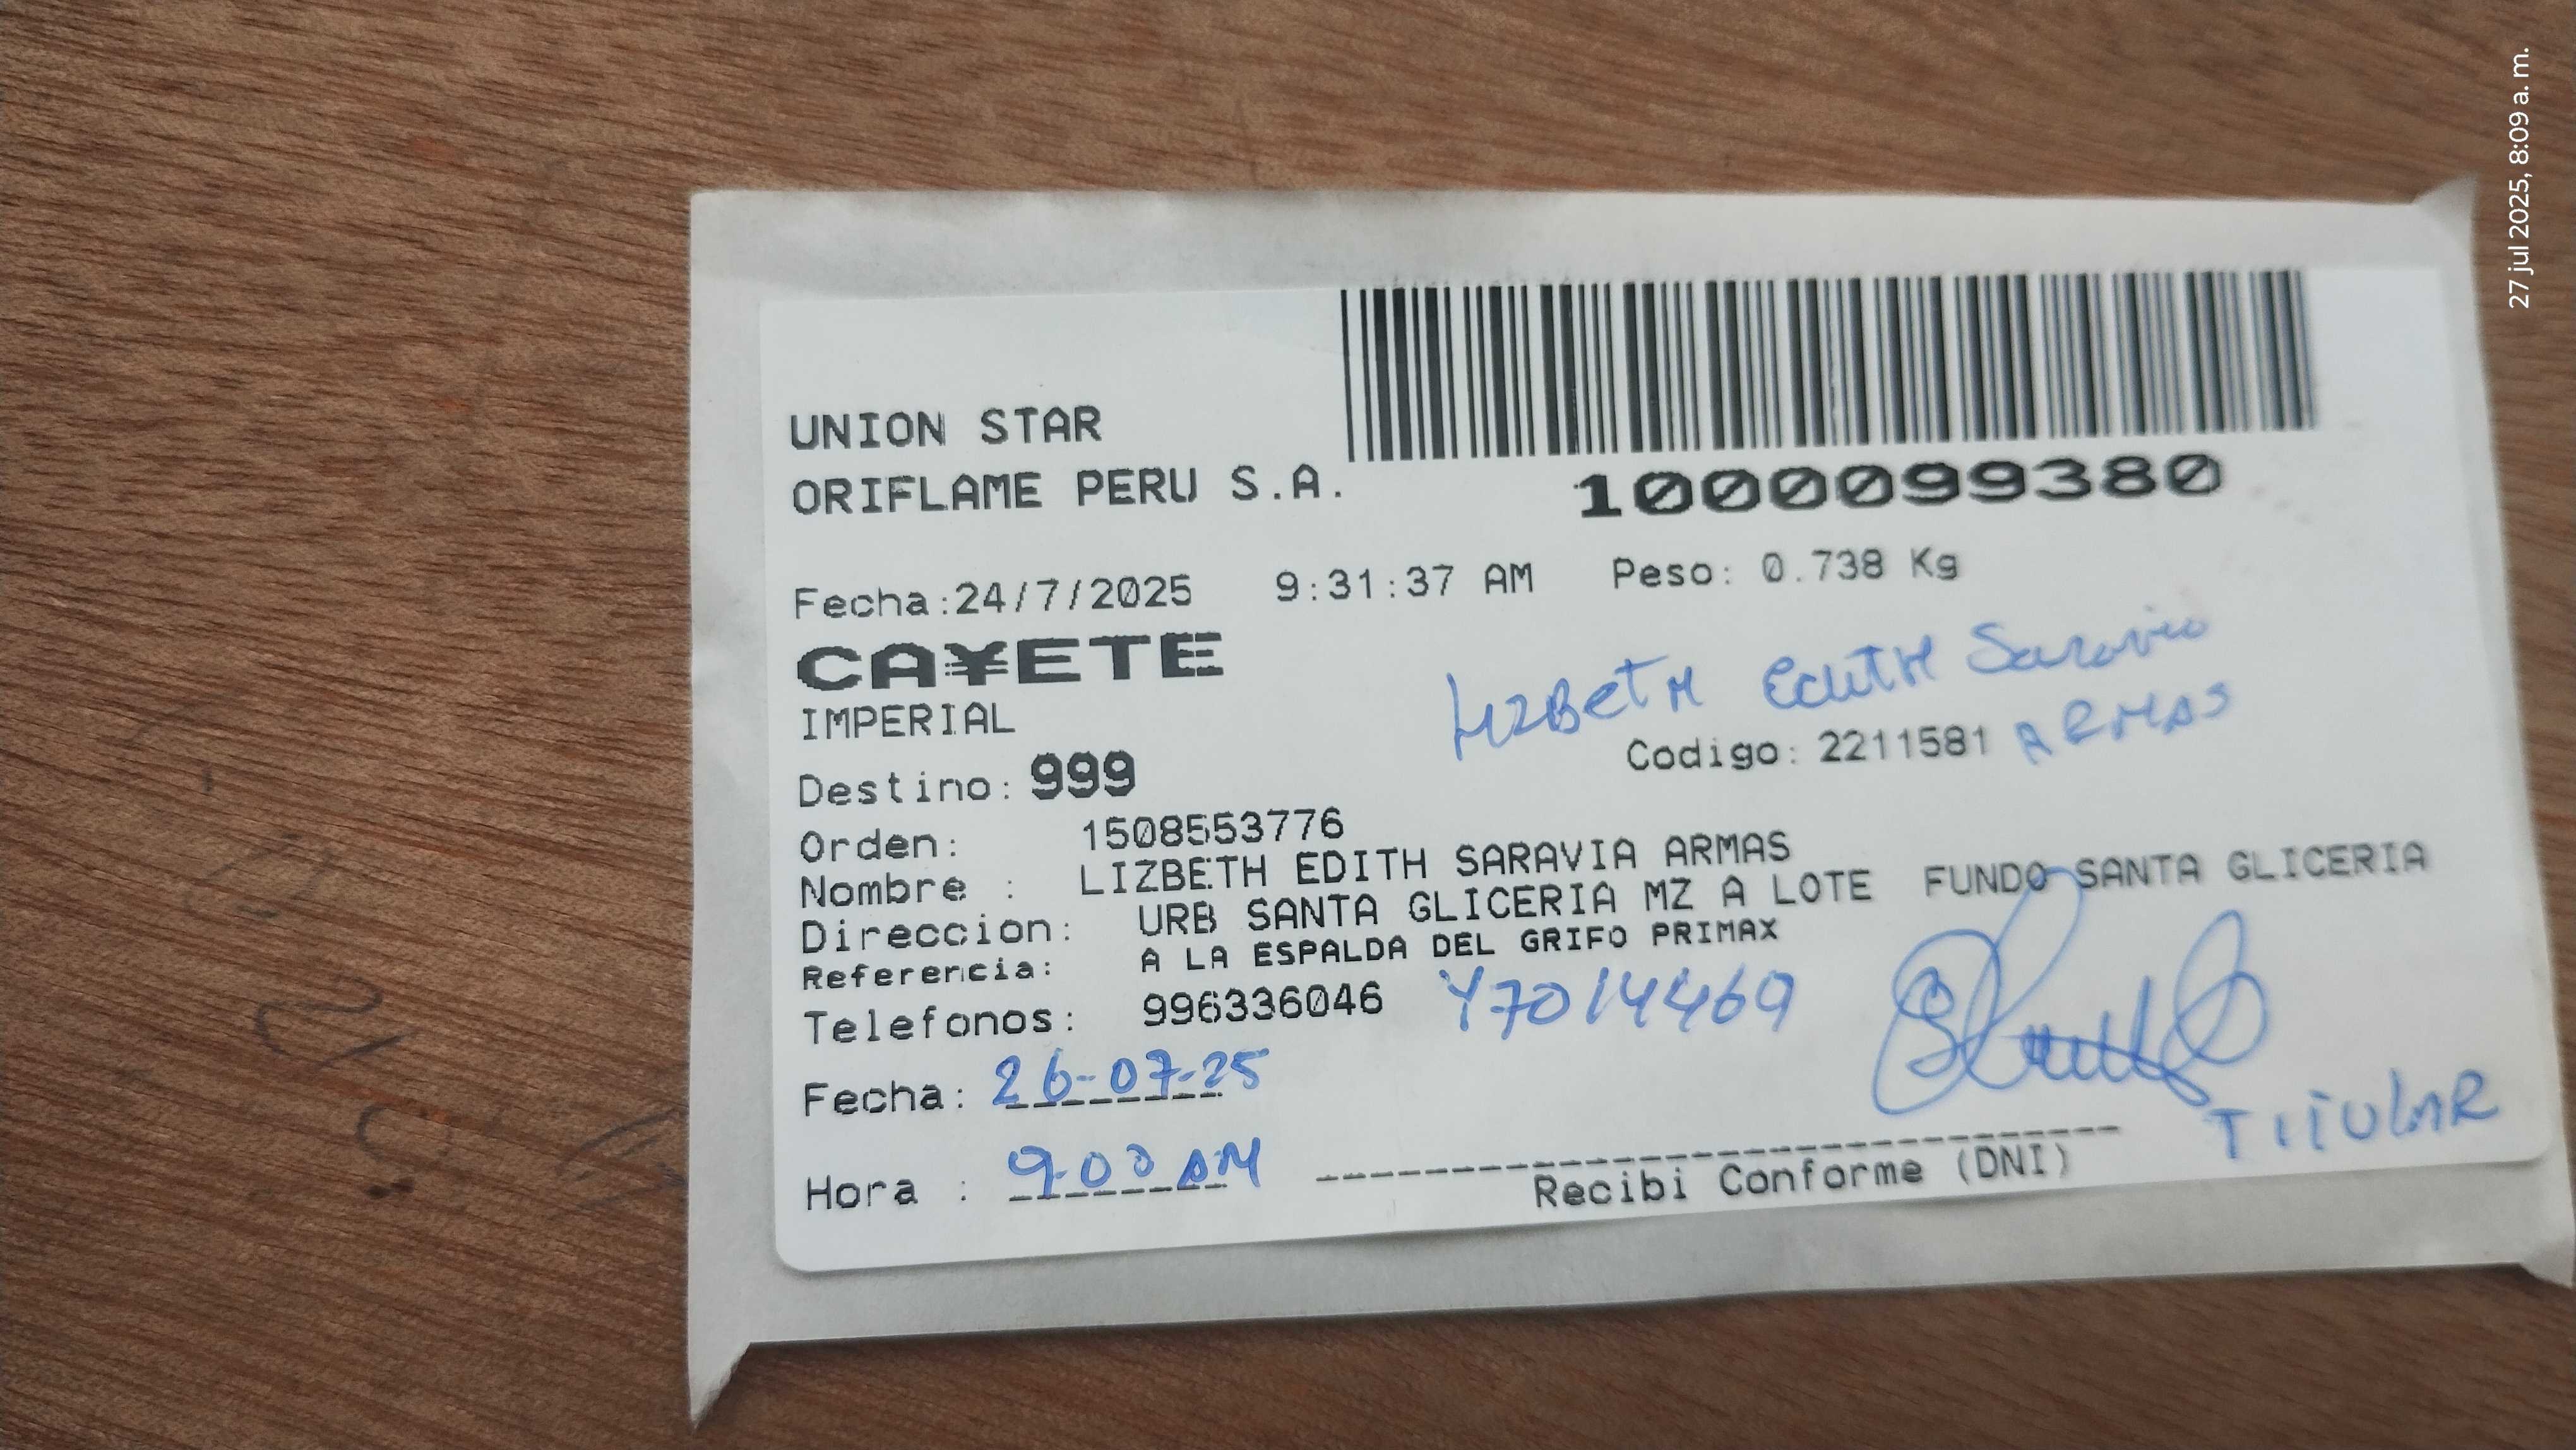 UNION STAR
ORIFLAME PERU S.A.
1000099380
Fecha:24/7/2025 9:31:37 AM Peso: 0.738 Kg
CA¥ETE
IMPERIAL
Lizbeth Edith Saravia
ARMAS
Destino: 999 Codigo: 2211581
Orden: 1508553776
Nombre : LIZBETH EDITH SARAVIA ARMAS
Direccion: URB SANTA GLICERIA MZ A LOTE FUNDO SANTA GLICERIA
Referencia: A LA ESPALDA DEL GRIFO PRIMAX
Telefonos: 996336046 Y7014469
Fecha: 26-07-25
TITULAR
Hora : 9:00 AM
Recibi Conforme (DNI)
27 jul 2025, 8:09 a. m.